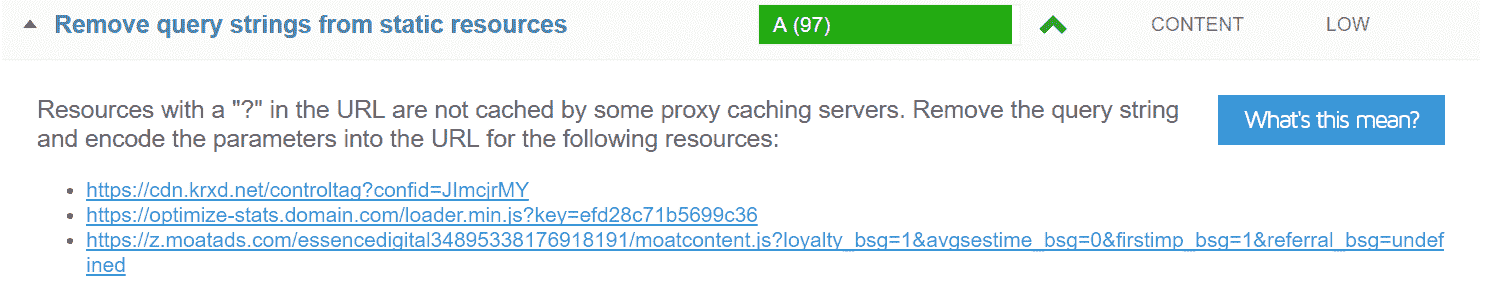 Remove query strings from static resources A (97) CONTENT LOW
Resources with a "?" in the URL are not cached by some proxy caching servers. Remove the query string
and encode the parameters into the URL for the following resources:
What's this mean?
https://cdn.krxd.net/controltag?confid=JImcjrMY
https://optimize-stats.domain.com/loader.min.js?key=efd28c71b5699c36
https://z.moatads.com/essencedigital34895338176918191/moatcontent.js?loyalty_bsg=1&avgsestime_bsg=0&firstimp_bsg=1&referral_bsg=undef
ined